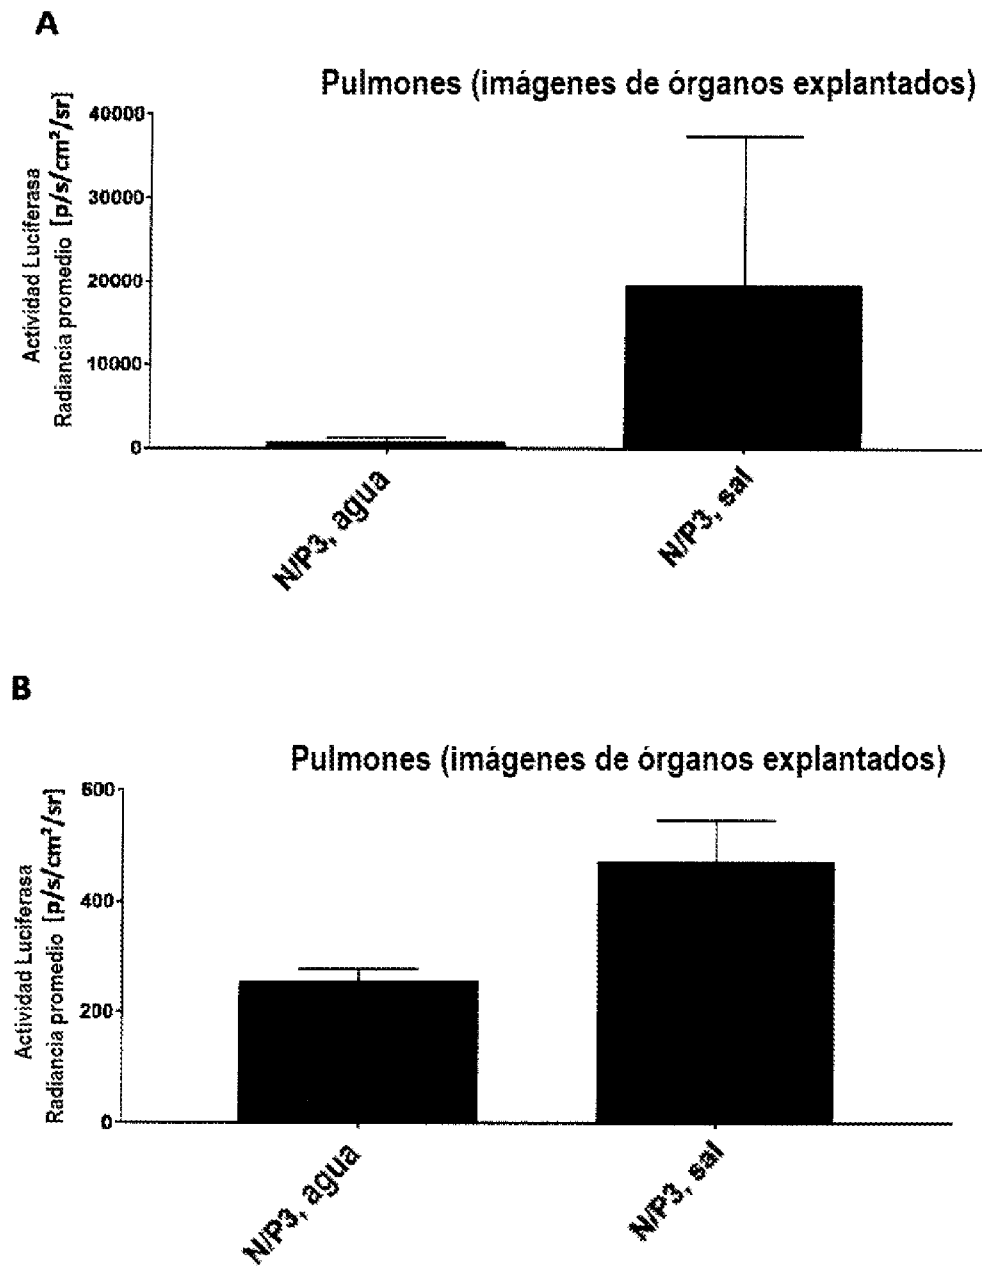 A
Pulmones (imágenes de órganos explantados)
Actividad Luciferasa
Radiancia promedio [p/s/cm²/sr]
40000
30000
20000
10000
0
N/P3, agua
N/P3, sal
B
Pulmones (imágenes de órganos explantados)
Actividad Luciferasa
Radiancia promedio [p/s/cm²/sr]
600
400
200
0
N/P3, agua
N/P3, sal